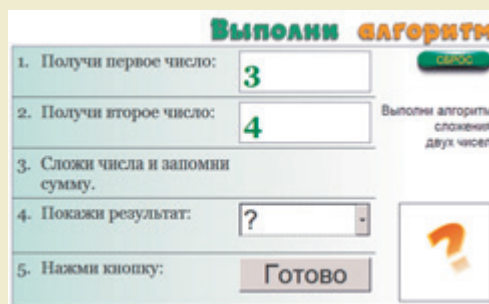 Выполни алгоритм
СБРОС
1. Получи первое число:
3
2. Получи второе число:
4
Выполни алгоритм
сложения
двух чисел
3. Сложи числа и запомни
сумму.
4. Покажи результат:
?
?
5. Нажми кнопку:
Готово